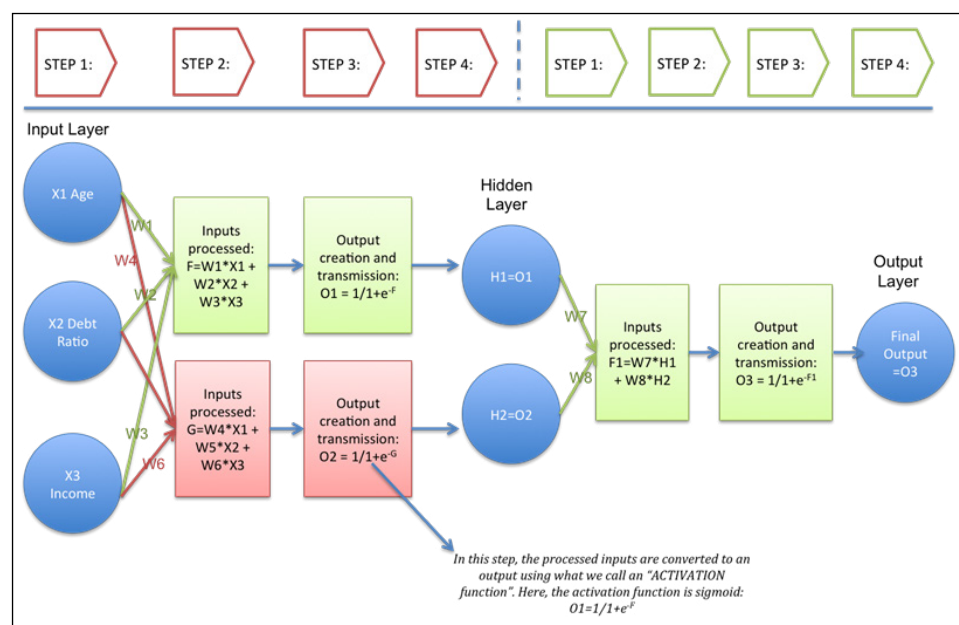 STEP 1:
STEP 2:
STEP 3:
STEP 4:
STEP 1:
STEP 2:
STEP 3:
STEP 4:
Input Layer
X1 Age
X2 Debt
Ratio
X3
Income
W1
W4
W2
W3
W6
Inputs
processed:
F=W1*X1 +
W2*X2 +
W3*X3
Output
creation and
transmission:
O1 = 1/1+e-F
Inputs
processed:
G=W4*X1 +
W5*X2 +
W6*X3
Output
creation and
transmission:
O2 = 1/1+e-G
Hidden
Layer
H1=O1
H2=O2
W7
W8
Inputs
processed:
F1=W7*H1
+ W8*H2
Output
creation and
transmission:
O3 = 1/1+e-F1
Output
Layer
Final
Output
=O3
In this step, the processed inputs are converted to an
output using what we call an “ACTIVATION
function”. Here, the activation function is sigmoid:
O1=1/1+e-F